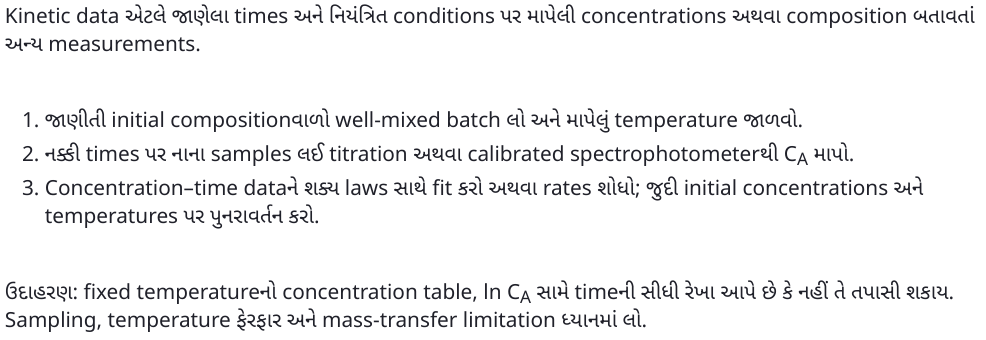 Kinetic data એટલે જાણેલા times અને નિયંત્રિત conditions પર માપેલી concentrations અથવા composition બતાવતાં
અન્ય measurements.
1. જાણીતી initial compositionવાળો well-mixed batch લો અને માપેલું temperature જાળવો.
2. નક્કી times પર નાના samples લઈ titration અથવા calibrated spectrophotometerથી C_A માપો.
3. Concentration–time dataને શક્ય laws સાથે fit કરો અથવા rates શોધો; જુદી initial concentrations અને
temperatures પર પુનરાવર્તન કરો.
ઉદાહરણ: fixed temperatureનો concentration table, ln C_A સામે timeની સીધી રેખા આપે છે કે નહીં તે તપાસી શકાય.
Sampling, temperature ફેરફાર અને mass-transfer limitation ધ્યાનમાં લો.